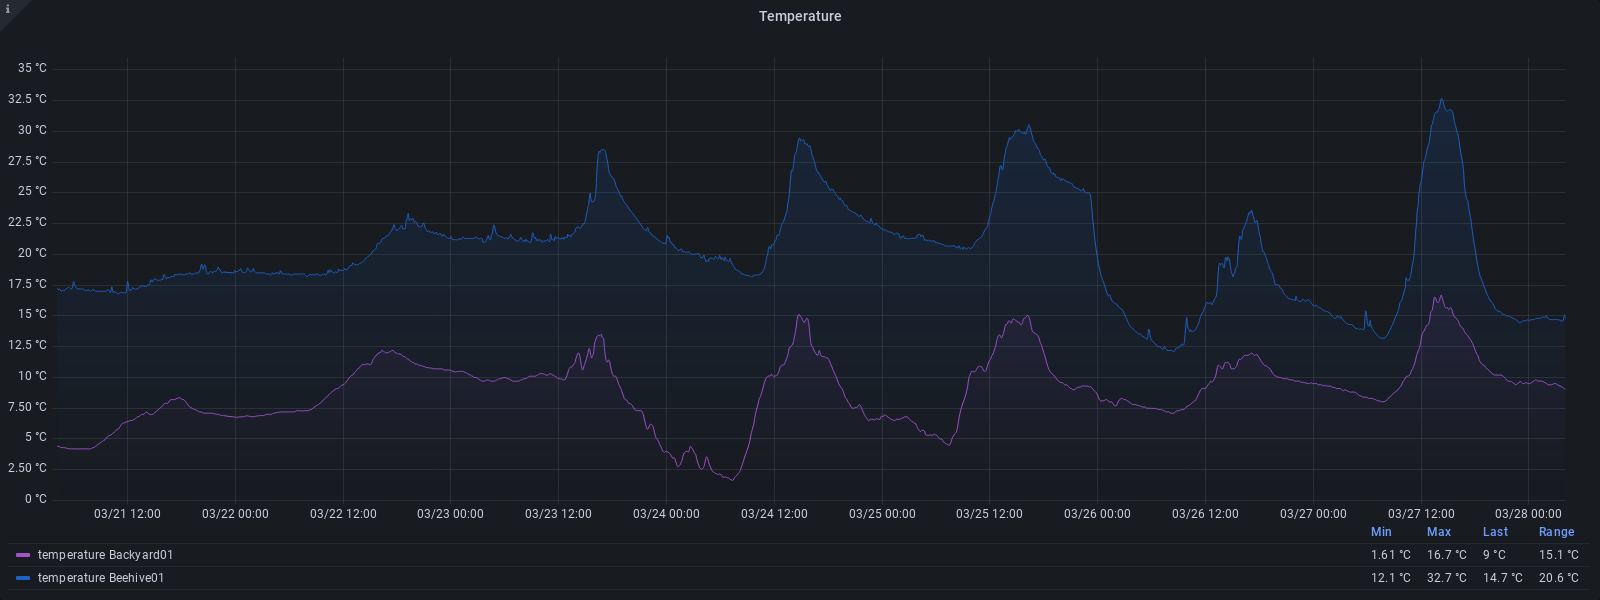 i
Temperature
35 °C
32.5 °C
30 °C
27.5 °C
25 °C
22.5 °C
20 °C
17.5 °C
15 °C
12.5 °C
10 °C
7.50 °C
5 °C
2.50 °C
0 °C
03/21 12:00 03/22 00:00 03/22 12:00 03/23 00:00 03/23 12:00 03/24 00:00 03/24 12:00 03/25 00:00 03/25 12:00 03/26 00:00 03/26 12:00 03/27 00:00 03/27 12:00 03/28 00:00
Min Max Last Range
temperature Backyard01 1.61 °C 16.7 °C 9 °C 15.1 °C
temperature Beehive01 12.1 °C 32.7 °C 14.7 °C 20.6 °C